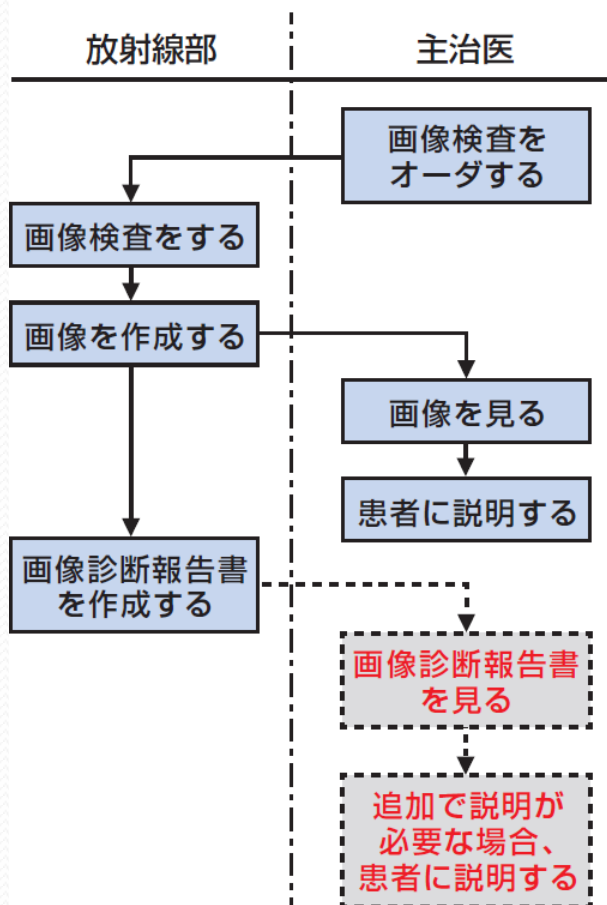 放射線部
主治医
画像検査を
オーダする
画像検査をする
画像を作成する
画像を見る
患者に説明する
画像診断報告書
を作成する
画像診断報告書
を見る
追加で説明が
必要な場合、
患者に説明する